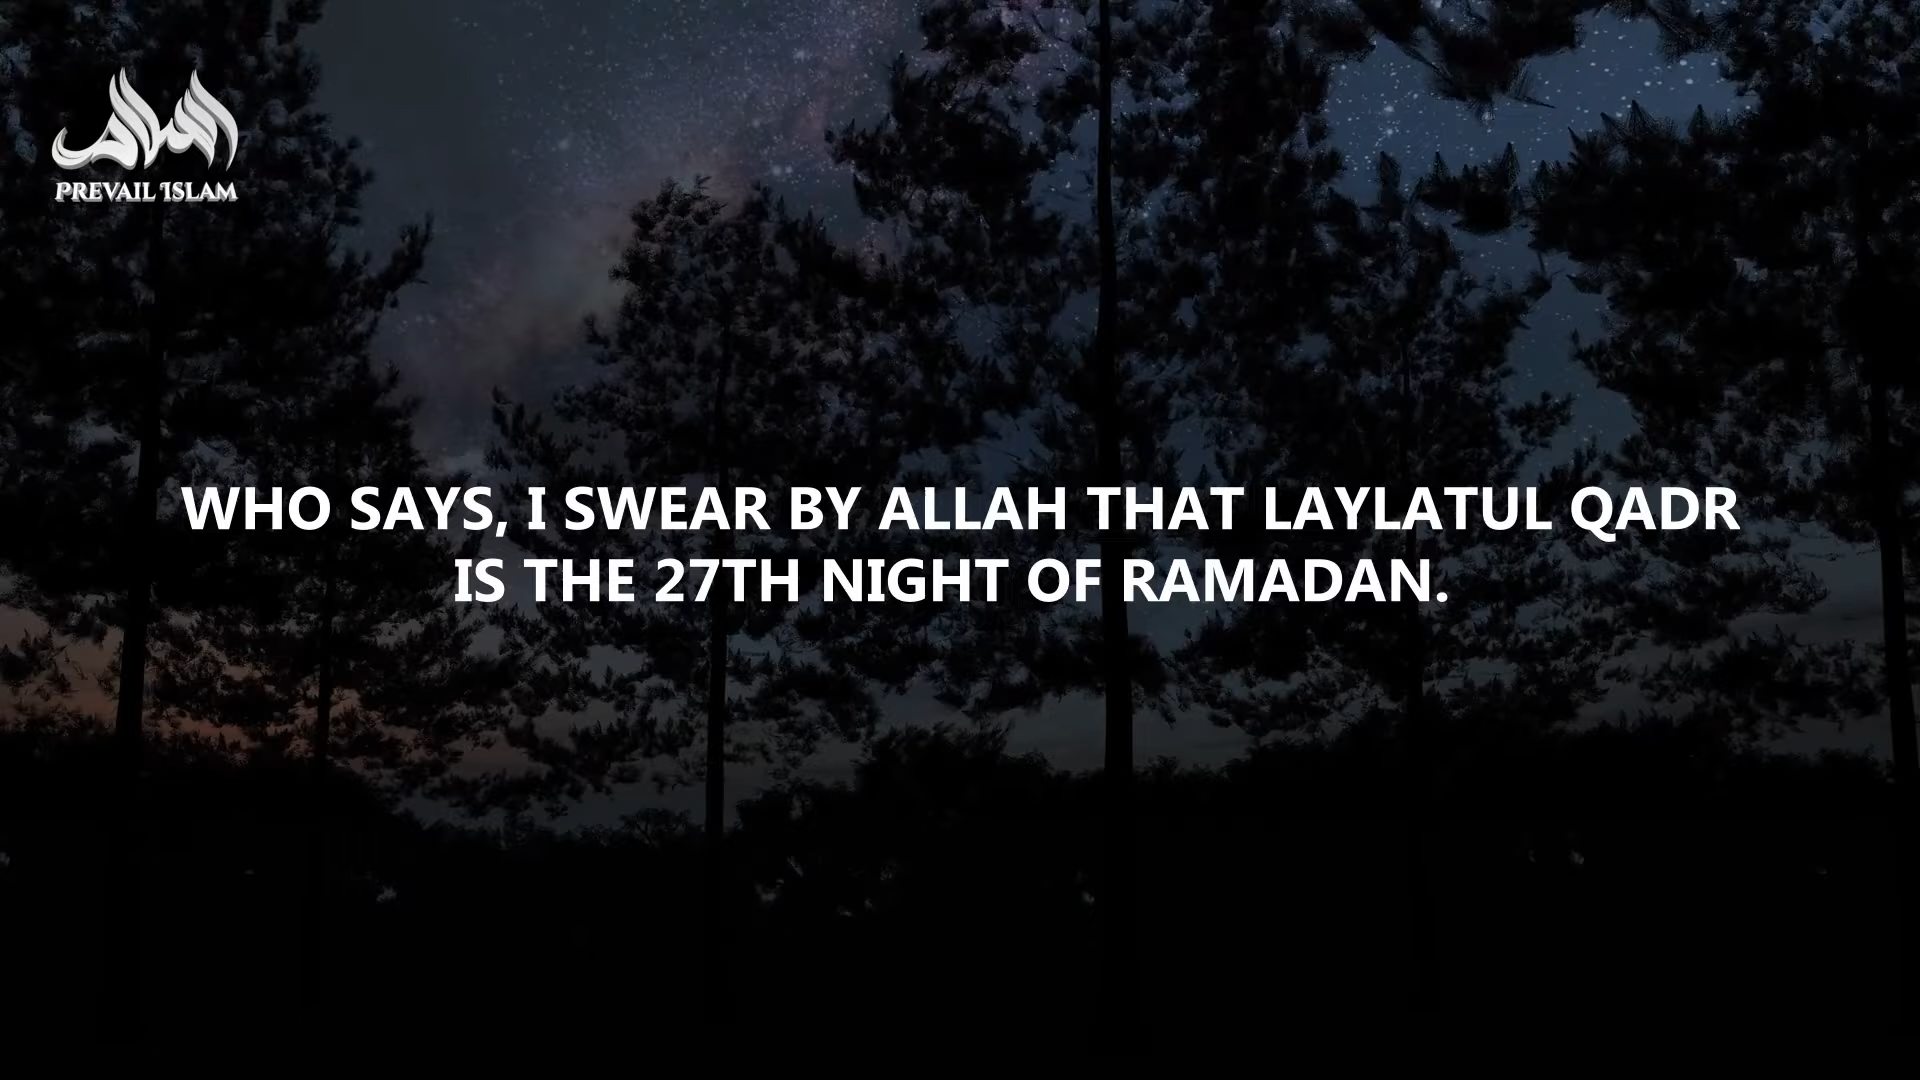 PREVAIL ISLAM
WHO SAYS, I SWEAR BY ALLAH THAT LAYLATUL QADR
IS THE 27TH NIGHT OF RAMADAN.